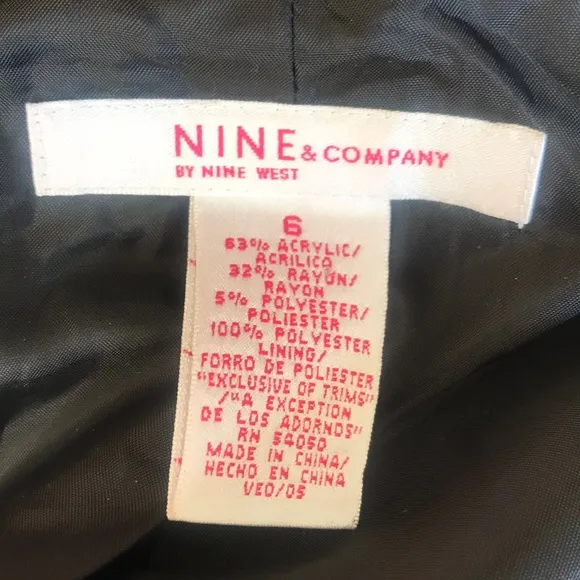 NINE & COMPANY
BY NINE WEST
6
63% ACRYLIC/
ACRILICO
32% RAYON/
RAYON
5% POLYESTER/
POLIESTER
100% POLYESTER
LINING/
FORRO DE POLIESTER
"EXCLUSIVE OF TRIMS"
/"A EXCEPTION
DE LOS ADORNOS"
RN 54050
MADE IN CHINA/
HECHO EN CHINA
VEO/05